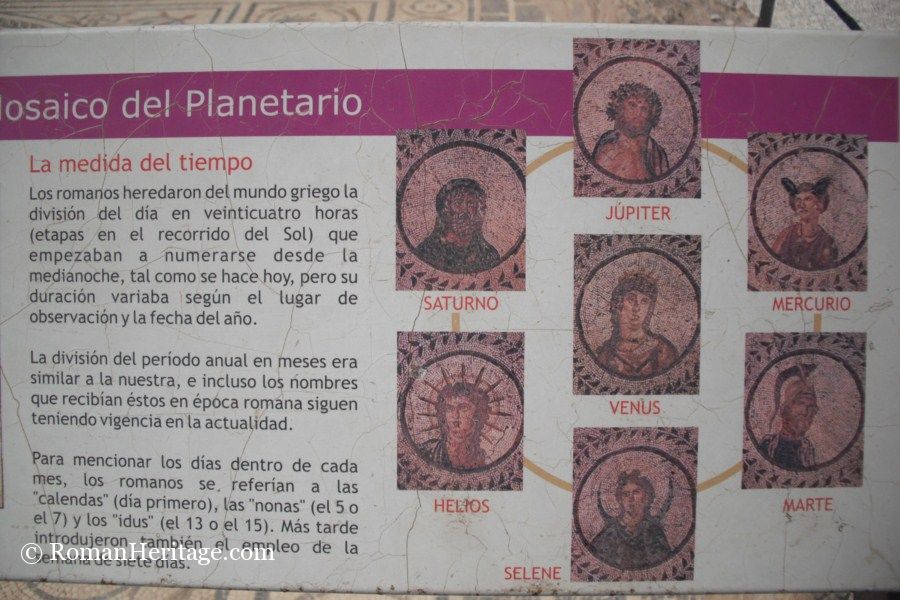 Mosaico del Planetario
La medida del tiempo
Los romanos heredaron del mundo griego la
división del día en veinticuatro horas
(etapas en el recorrido del Sol) que
empezaban a numerarse desde la
medianoche, tal como se hace hoy, pero su
duración variaba según el lugar de
observación y la fecha del año.
La división del período anual en meses era
similar a la nuestra, e incluso los nombres
que recibían éstos en época romana siguen
teniendo vigencia en la actualidad.
Para mencionar los días dentro de cada
mes, los romanos se referían a las
"calendas" (día primero), las "nonas" (el 5 o
el 7) y los "idus" (el 13 o el 15). Más tarde
introdujeron también el empleo de la
semana de siete días.
JÚPITER
SATURNO
MERCURIO
VENUS
HELIOS
MARTE
SELENE
© RomanHeritage.com